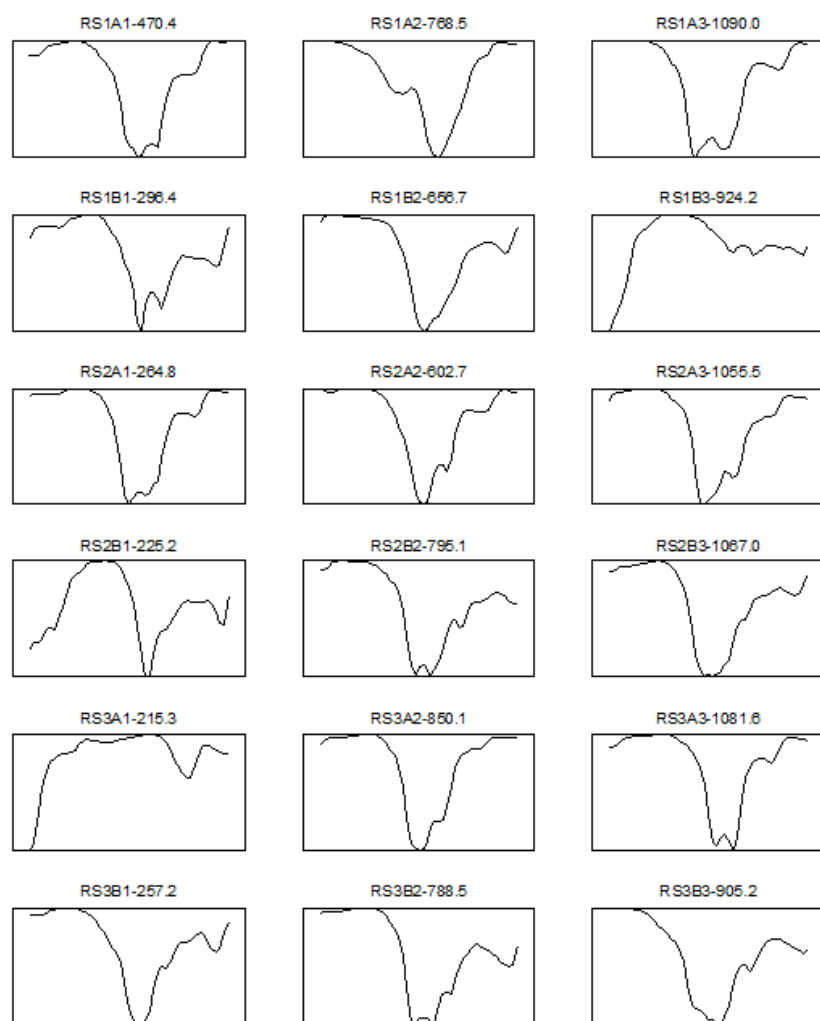 RS1A1-470.4 RS1A2-768.5 RS1A3-1090.0
RS1B1-296.4 RS1B2-656.7 RS1B3-924.2
RS2A1-264.8 RS2A2-602.7 RS2A3-1055.5
RS2B1-225.2 RS2B2-795.1 RS2B3-1067.0
RS3A1-215.3 RS3A2-850.1 RS3A3-1081.6
RS3B1-257.2 RS3B2-788.5 RS3B3-905.2